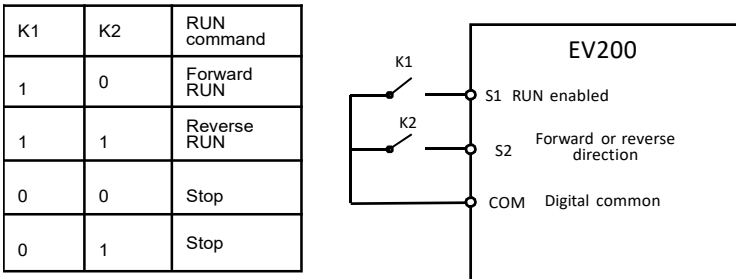 K1 K2 RUN
command
1 0 Forward
RUN
1 1 Reverse
RUN
0 0 Stop
0 1 Stop
EV200
K1
S1 RUN enabled
K2
S2 Forward or reverse
direction
COM Digital common